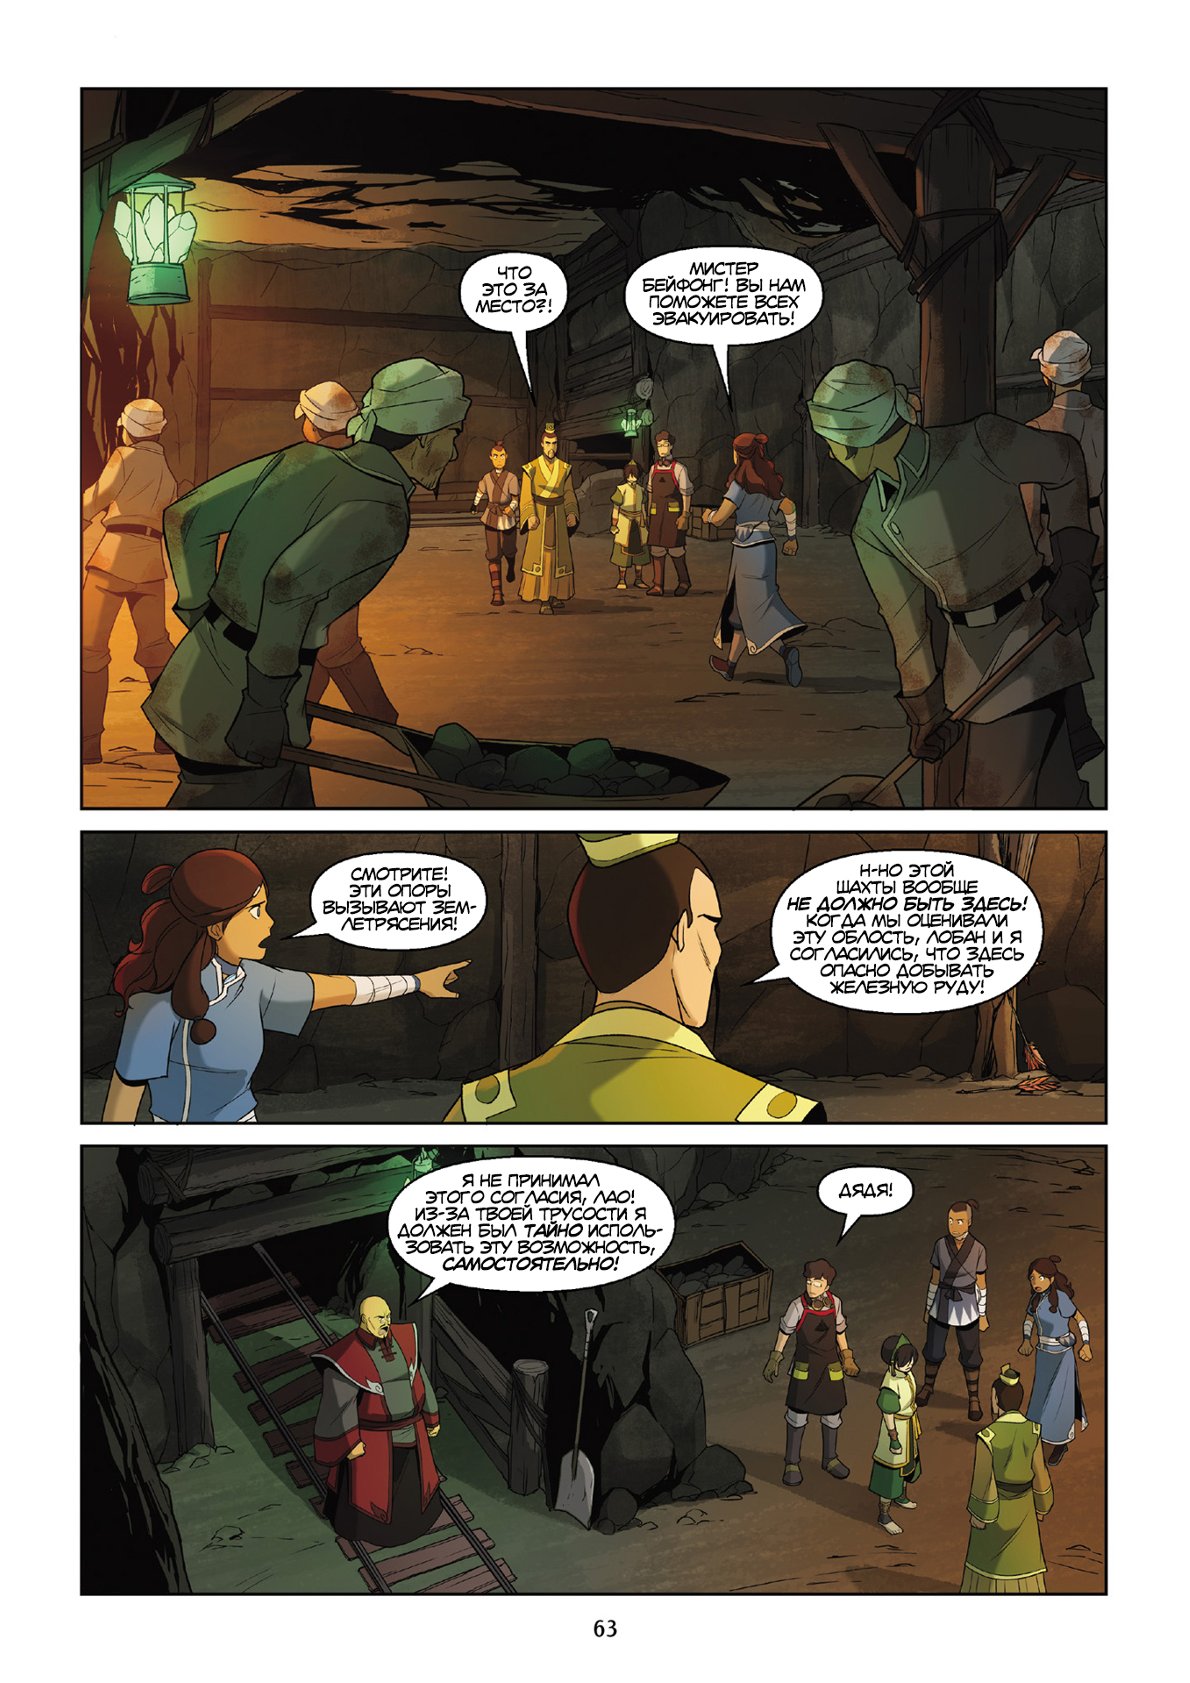 ЧТО
ЭТО ЗА
МЕСТО?!
МИСТЕР
БЕЙФОНГ! ВЫ НАМ
ПОМОЖЕТЕ ВСЕХ
ЭВАКУИРОВАТЬ!
СМОТРИТЕ!
ЭТИ ОПОРЫ
ВЫЗЫВАЮТ ЗЕМ-
ЛЕТРЯСЕНИЯ!
Н-НО ЭТОЙ
ШАХТЫ ВООБЩЕ
НЕ ДОЛЖНО БЫТЬ ЗДЕСЬ!
КОГДА МЫ ОЦЕНИВАЛИ
ЭТУ ОБЛОСТЬ, ЛОБАН И Я
СОГЛАСИЛИСЬ, ЧТО ЗДЕСЬ
ОПАСНО ДОБЫВАТЬ
ЖЕЛЕЗНУЮ РУДУ!
Я НЕ ПРИНИМАЛ
ЭТОГО СОГЛАСИЯ, ЛАО!
ИЗ-ЗА ТВОЕЙ ТРУСОСТИ Я
ДОЛЖЕН БЫЛ ТАЙНО ИСПОЛЬ-
ЗОВАТЬ ЭТУ ВОЗМОЖНОСТЬ,
САМОСТОЯТЕЛЬНО!
ДЯДЯ!
63